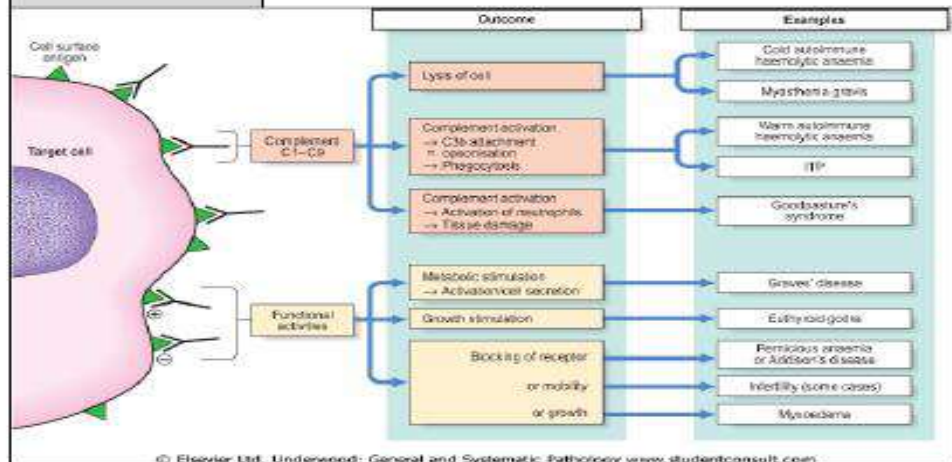 Outcome
Examples
Cell surface
antigen
Target cell
Complement
C1–C9
Functional
activities
Lysis of cell
Complement activation
→ C3b attachment
= opsonisation
→ Phagocytosis
Complement activation
→ Activation of neutrophils
→ Tissue damage
Metabolic stimulation
→ Activation/cell secretion
Growth stimulation
Blocking of receptor
or mobility
or growth
Cold autoimmune
haemolytic anaemia
Myasthenia gravis
Warm autoimmune
haemolytic anaemia
ITP
Goodpasture's
syndrome
Graves' disease
Euthyroid goitre
Pernicious anaemia
or Addison's disease
Infertility (some cases)
Myxoedema
+
−
© Elsevier Ltd. Underwood: General and Systematic Pathology www.studentconsult.com